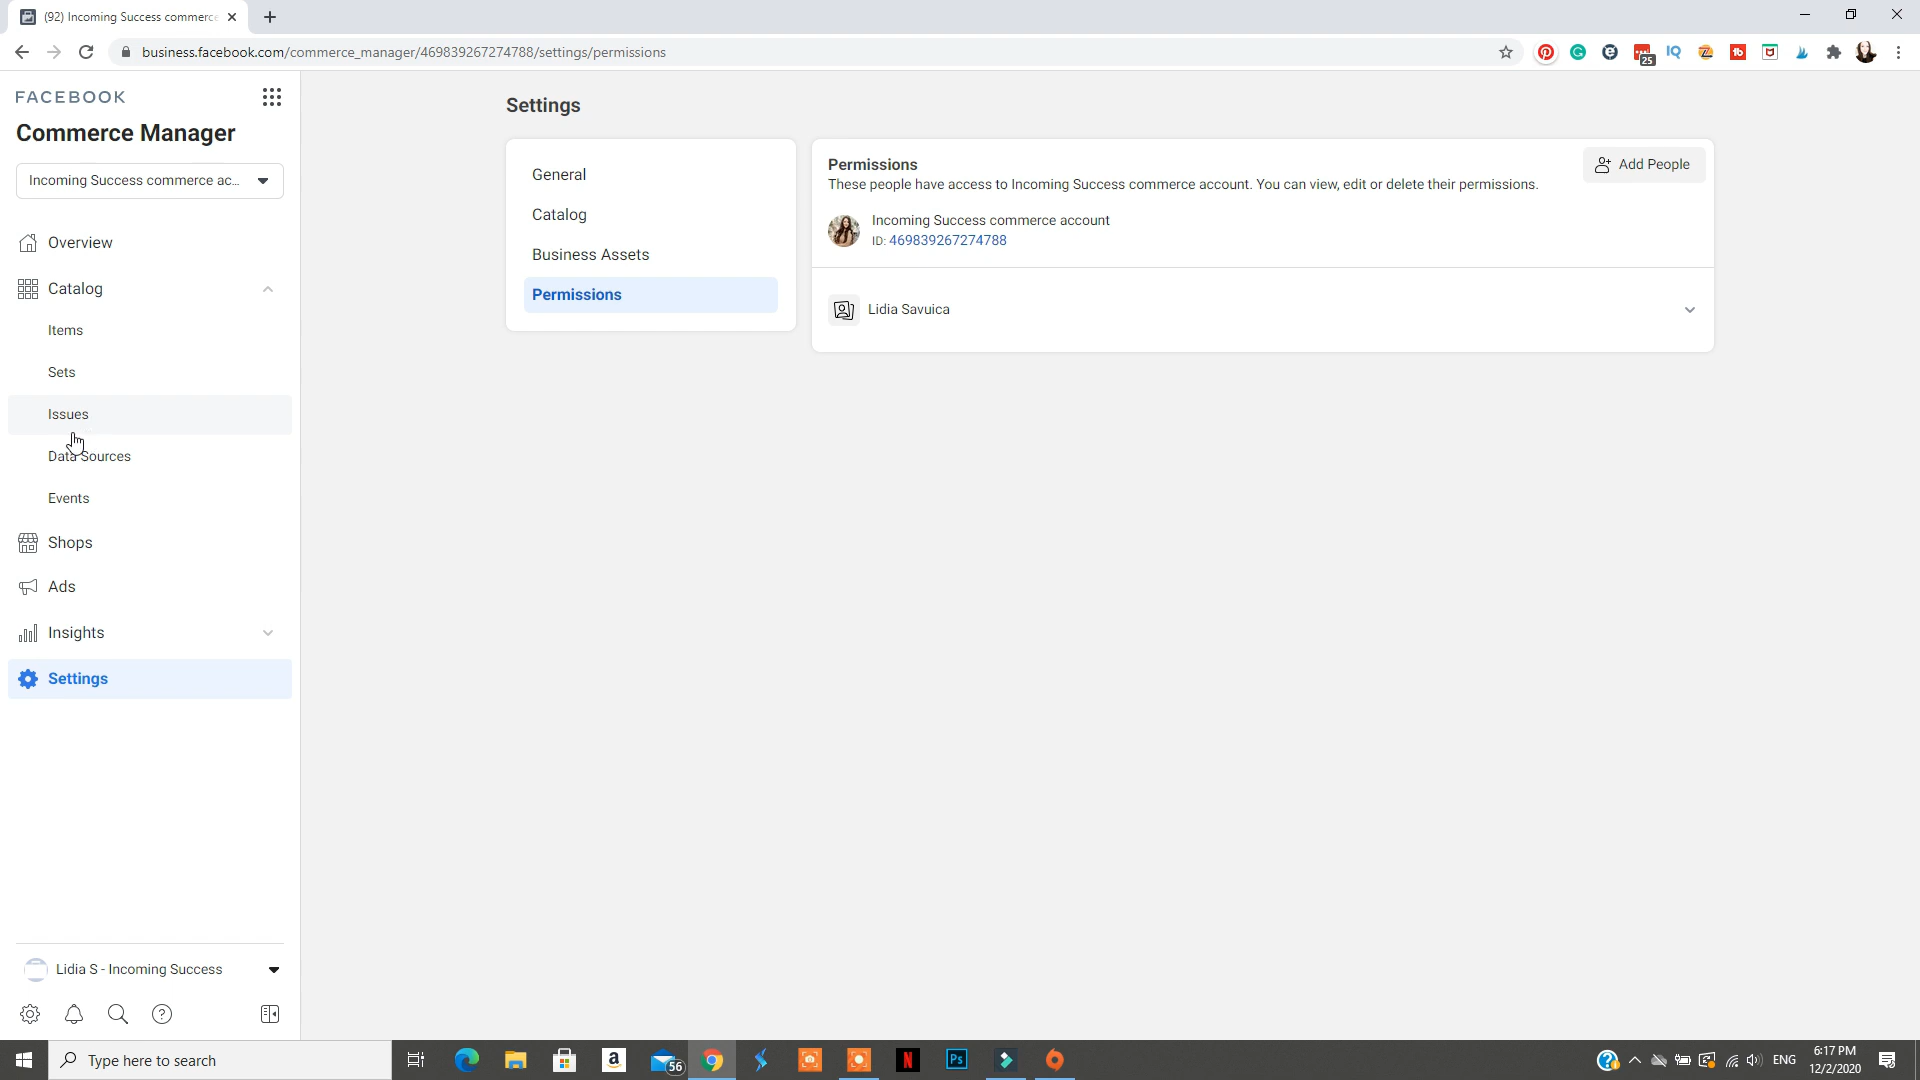 (92) Incoming Success commerce
business.facebook.com/commerce_manager/469839267274788/settings/permissions
25
IQ
FACEBOOK
Commerce Manager
Incoming Success commerce ac...
Overview
Catalog
Items
Sets
Issues
Data Sources
Events
Shops
Ads
Insights
Settings
Lidia S - Incoming Success
Settings
General
Catalog
Business Assets
Permissions
Permissions
Add People
These people have access to Incoming Success commerce account. You can view, edit or delete their permissions.
Incoming Success commerce account
ID: 469839267274788
Lidia Savuica
Type here to search
56
Ps
ENG
6:17 PM
12/2/2020